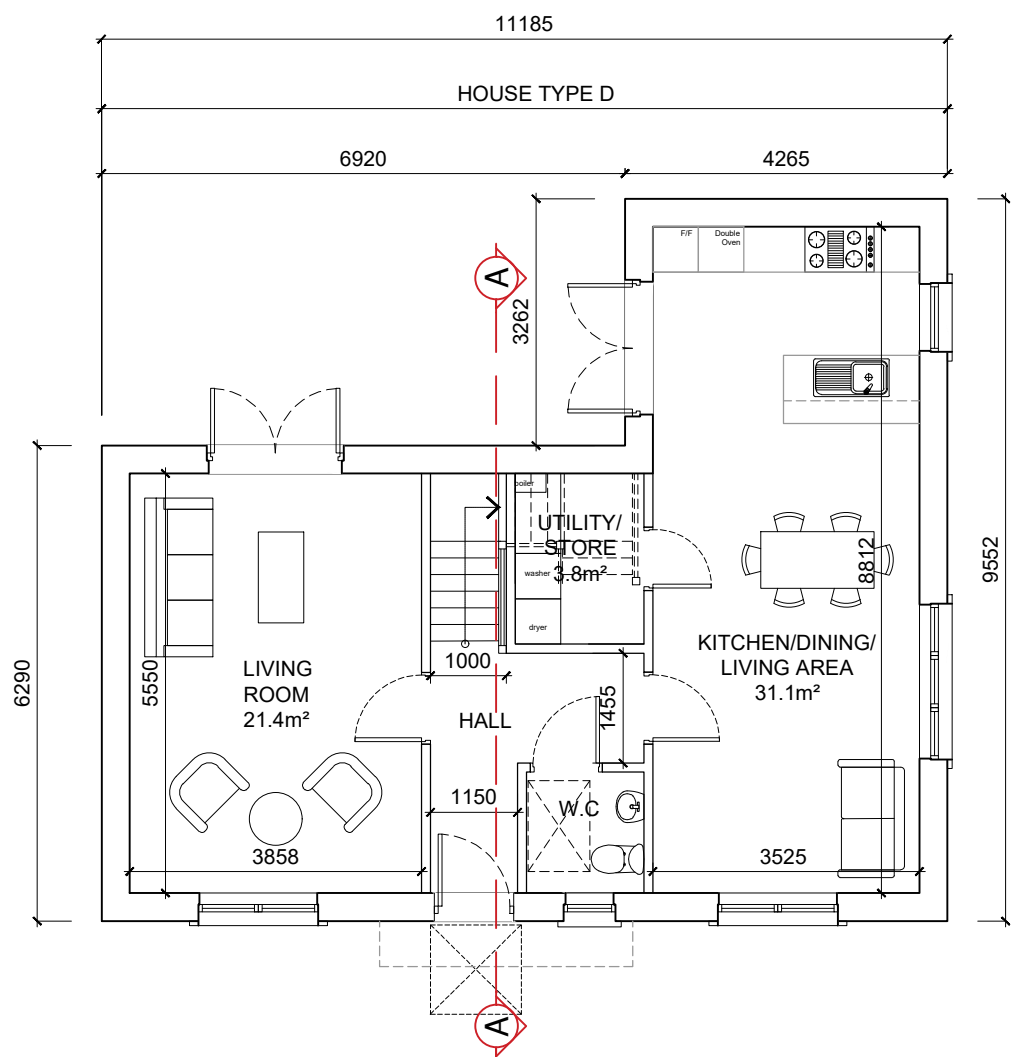 11185
HOUSE TYPE D
6920
4265
F/F
Double
Oven
A
3262
9552
UTILITY/
STORE
3.8m²
washer
dryer
8812
6290
5550
LIVING
ROOM
21.4m²
1000
HALL
1455
KITCHEN/DINING/
LIVING AREA
31.1m²
1150
W.C
3858
3525
A